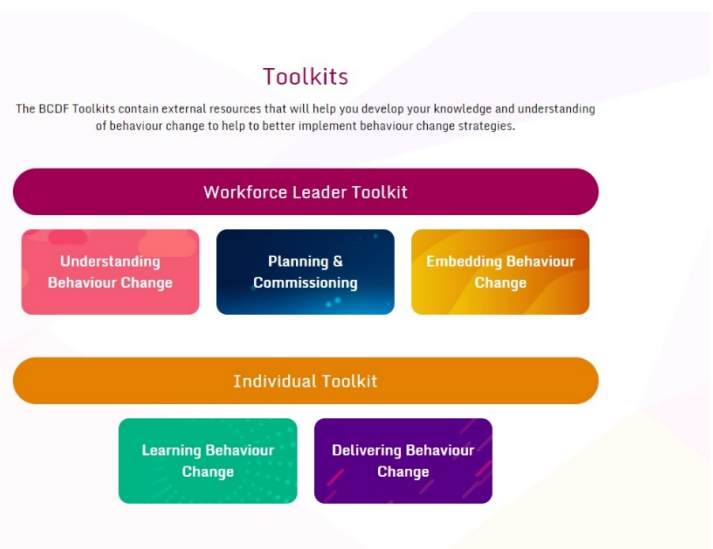 Toolkits
The BCDF Toolkits contain external resources that will help you develop your knowledge and understanding
of behaviour change to help to better implement behaviour change strategies.
Workforce Leader Toolkit
Understanding
Behaviour Change
Planning &
Commissioning
Embedding Behaviour
Change
Individual Toolkit
Learning Behaviour
Change
Delivering Behaviour
Change